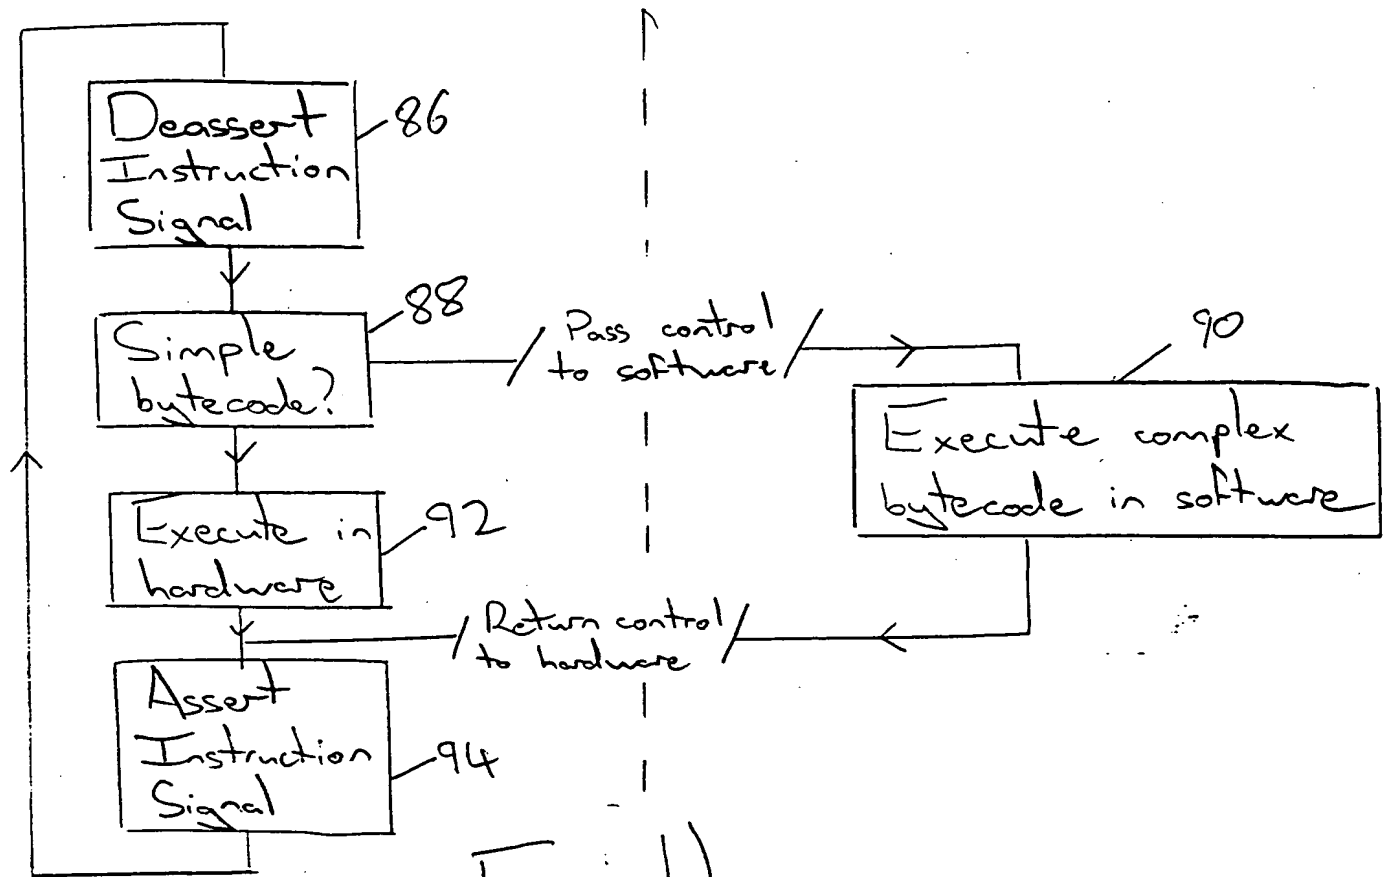 Deassert
Instruction
Signal
86
Simple
bytecode?
88
Pass control
to software
90
Execute complex
bytecode in software
Execute in
hardware
92
Return control
to hardware
Assert
Instruction
Signal
94